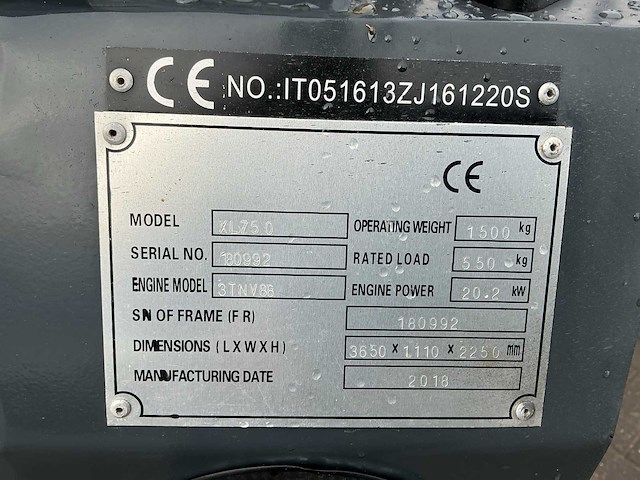 CE NO.:IT051613ZJ161220S
CE
MODEL XL750 OPERATING WEIGHT 1500 kg
SERIAL NO. 180992 RATED LOAD 550 kg
ENGINE MODEL 3TNV88 ENGINE POWER 20.2 kW
SN OF FRAME (FR) 180992
DIMENSIONS (LXWXH) 3650 x 1110 x 2250 mm
MANUFACTURING DATE 2018